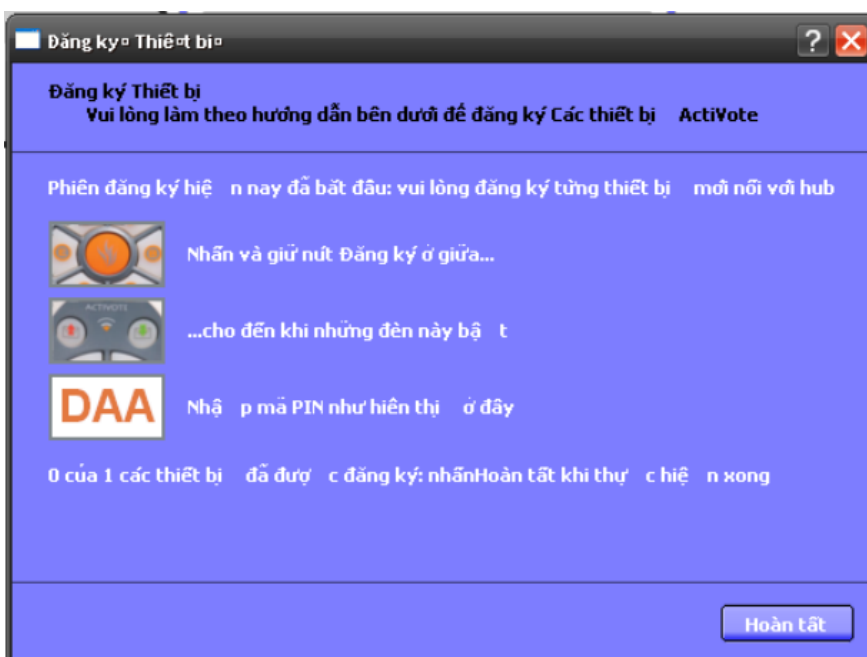 Đăng ky¤ Thiê¤t bi¤
Đăng ký Thiết bị
Vui lòng làm theo hướng dẫn bên dưới để đăng ký Các thiết bị ActiVote
Phiên đăng ký hiệ n nay đã bắt đầu: vui lòng đăng ký từng thiết bị mới nối với hub
Nhấn và giữ nút Đăng ký ở giữa...
ACTIVOTE
...cho đến khi những đèn này bậ t
DAA
Nhậ p mã PIN như hiển thị ở đây
0 của 1 các thiết bị đã đượ c đăng ký: nhấnHoàn tất khi thự c hiệ n xong
Hoàn tất